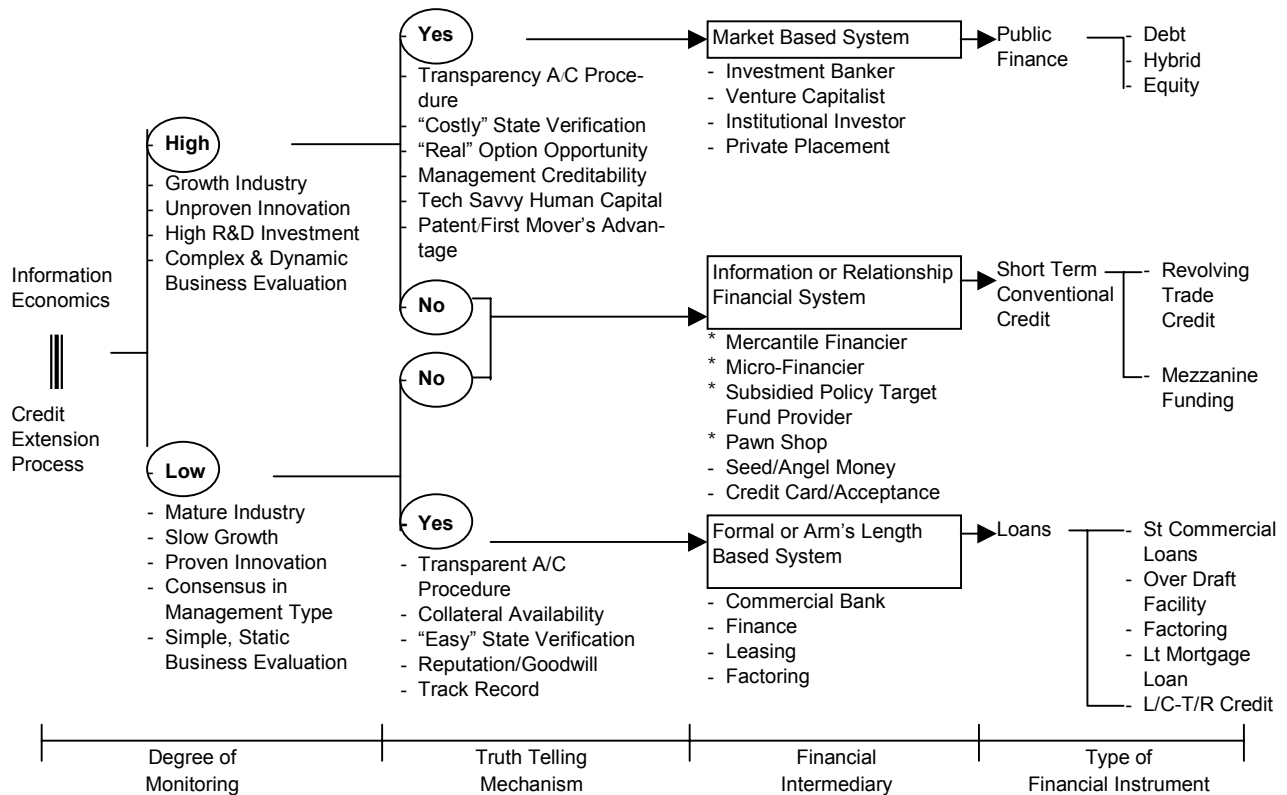 Information
Economics
Credit
Extension
Process
High
- Growth Industry
- Unproven Innovation
- High R&D Investment
- Complex & Dynamic
Business Evaluation
Low
- Mature Industry
- Slow Growth
- Proven Innovation
- Consensus in
Management Type
- Simple, Static
Business Evaluation
Yes
- Transparency A/C Proce-
dure
- “Costly” State Verification
- “Real” Option Opportunity
- Management Creditability
- Tech Savvy Human Capital
- Patent/First Mover’s Advan-
tage
No
No
Yes
- Transparent A/C
Procedure
- Collateral Availability
- “Easy” State Verification
- Reputation/Goodwill
- Track Record
Market Based System
- Investment Banker
- Venture Capitalist
- Institutional Investor
- Private Placement
Information or Relationship
Financial System
* Mercantile Financier
* Micro-Financier
* Subsidied Policy Target
Fund Provider
* Pawn Shop
- Seed/Angel Money
- Credit Card/Acceptance
Formal or Arm’s Length
Based System
- Commercial Bank
- Finance
- Leasing
- Factoring
Public
Finance
- Debt
- Hybrid
- Equity
Short Term
Conventional
Credit
- Revolving
Trade
Credit
- Mezzanine
Funding
Loans
- St Commercial
Loans
- Over Draft
Facility
- Factoring
- Lt Mortgage
Loan
- L/C-T/R Credit
Degree of
Monitoring
Truth Telling
Mechanism
Financial
Intermediary
Type of
Financial Instrument